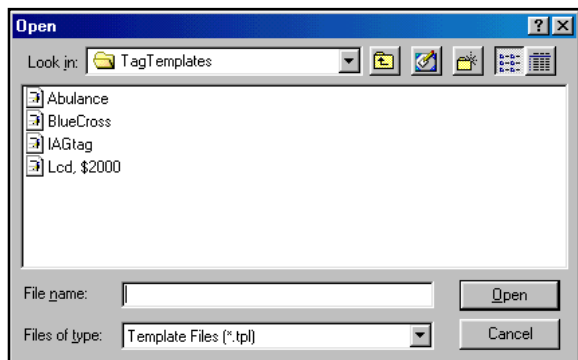 Open
Look in: TagTemplates
Abulance
BlueCross
IAGtag
Lcd, $2000
File name: Open
Files of type: Template Files (*.tpl) Cancel